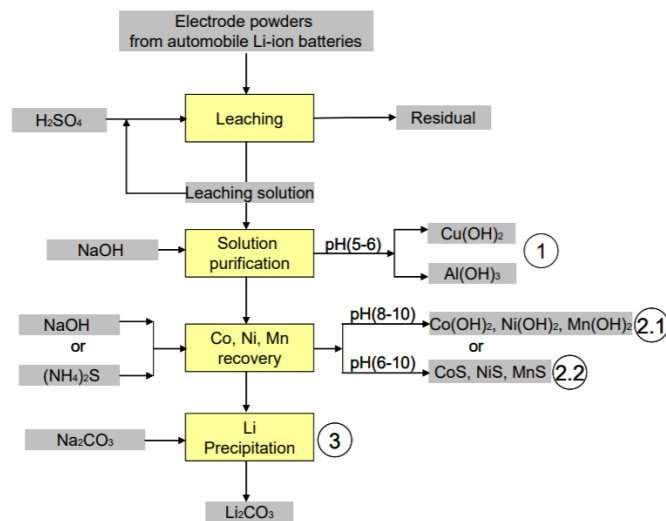 Electrode powders
from automobile Li-ion batteries
H₂SO₄
Leaching
Residual
Leaching solution
NaOH
Solution
purification
pH(5-6)
Cu(OH)₂
Al(OH)₃
1
NaOH
or
(NH₄)₂S
Co, Ni, Mn
recovery
pH(8-10)
Co(OH)₂, Ni(OH)₂, Mn(OH)₂
2.1
or
pH(6-10)
CoS, NiS, MnS
2.2
Na₂CO₃
Li
Precipitation
3
Li₂CO₃